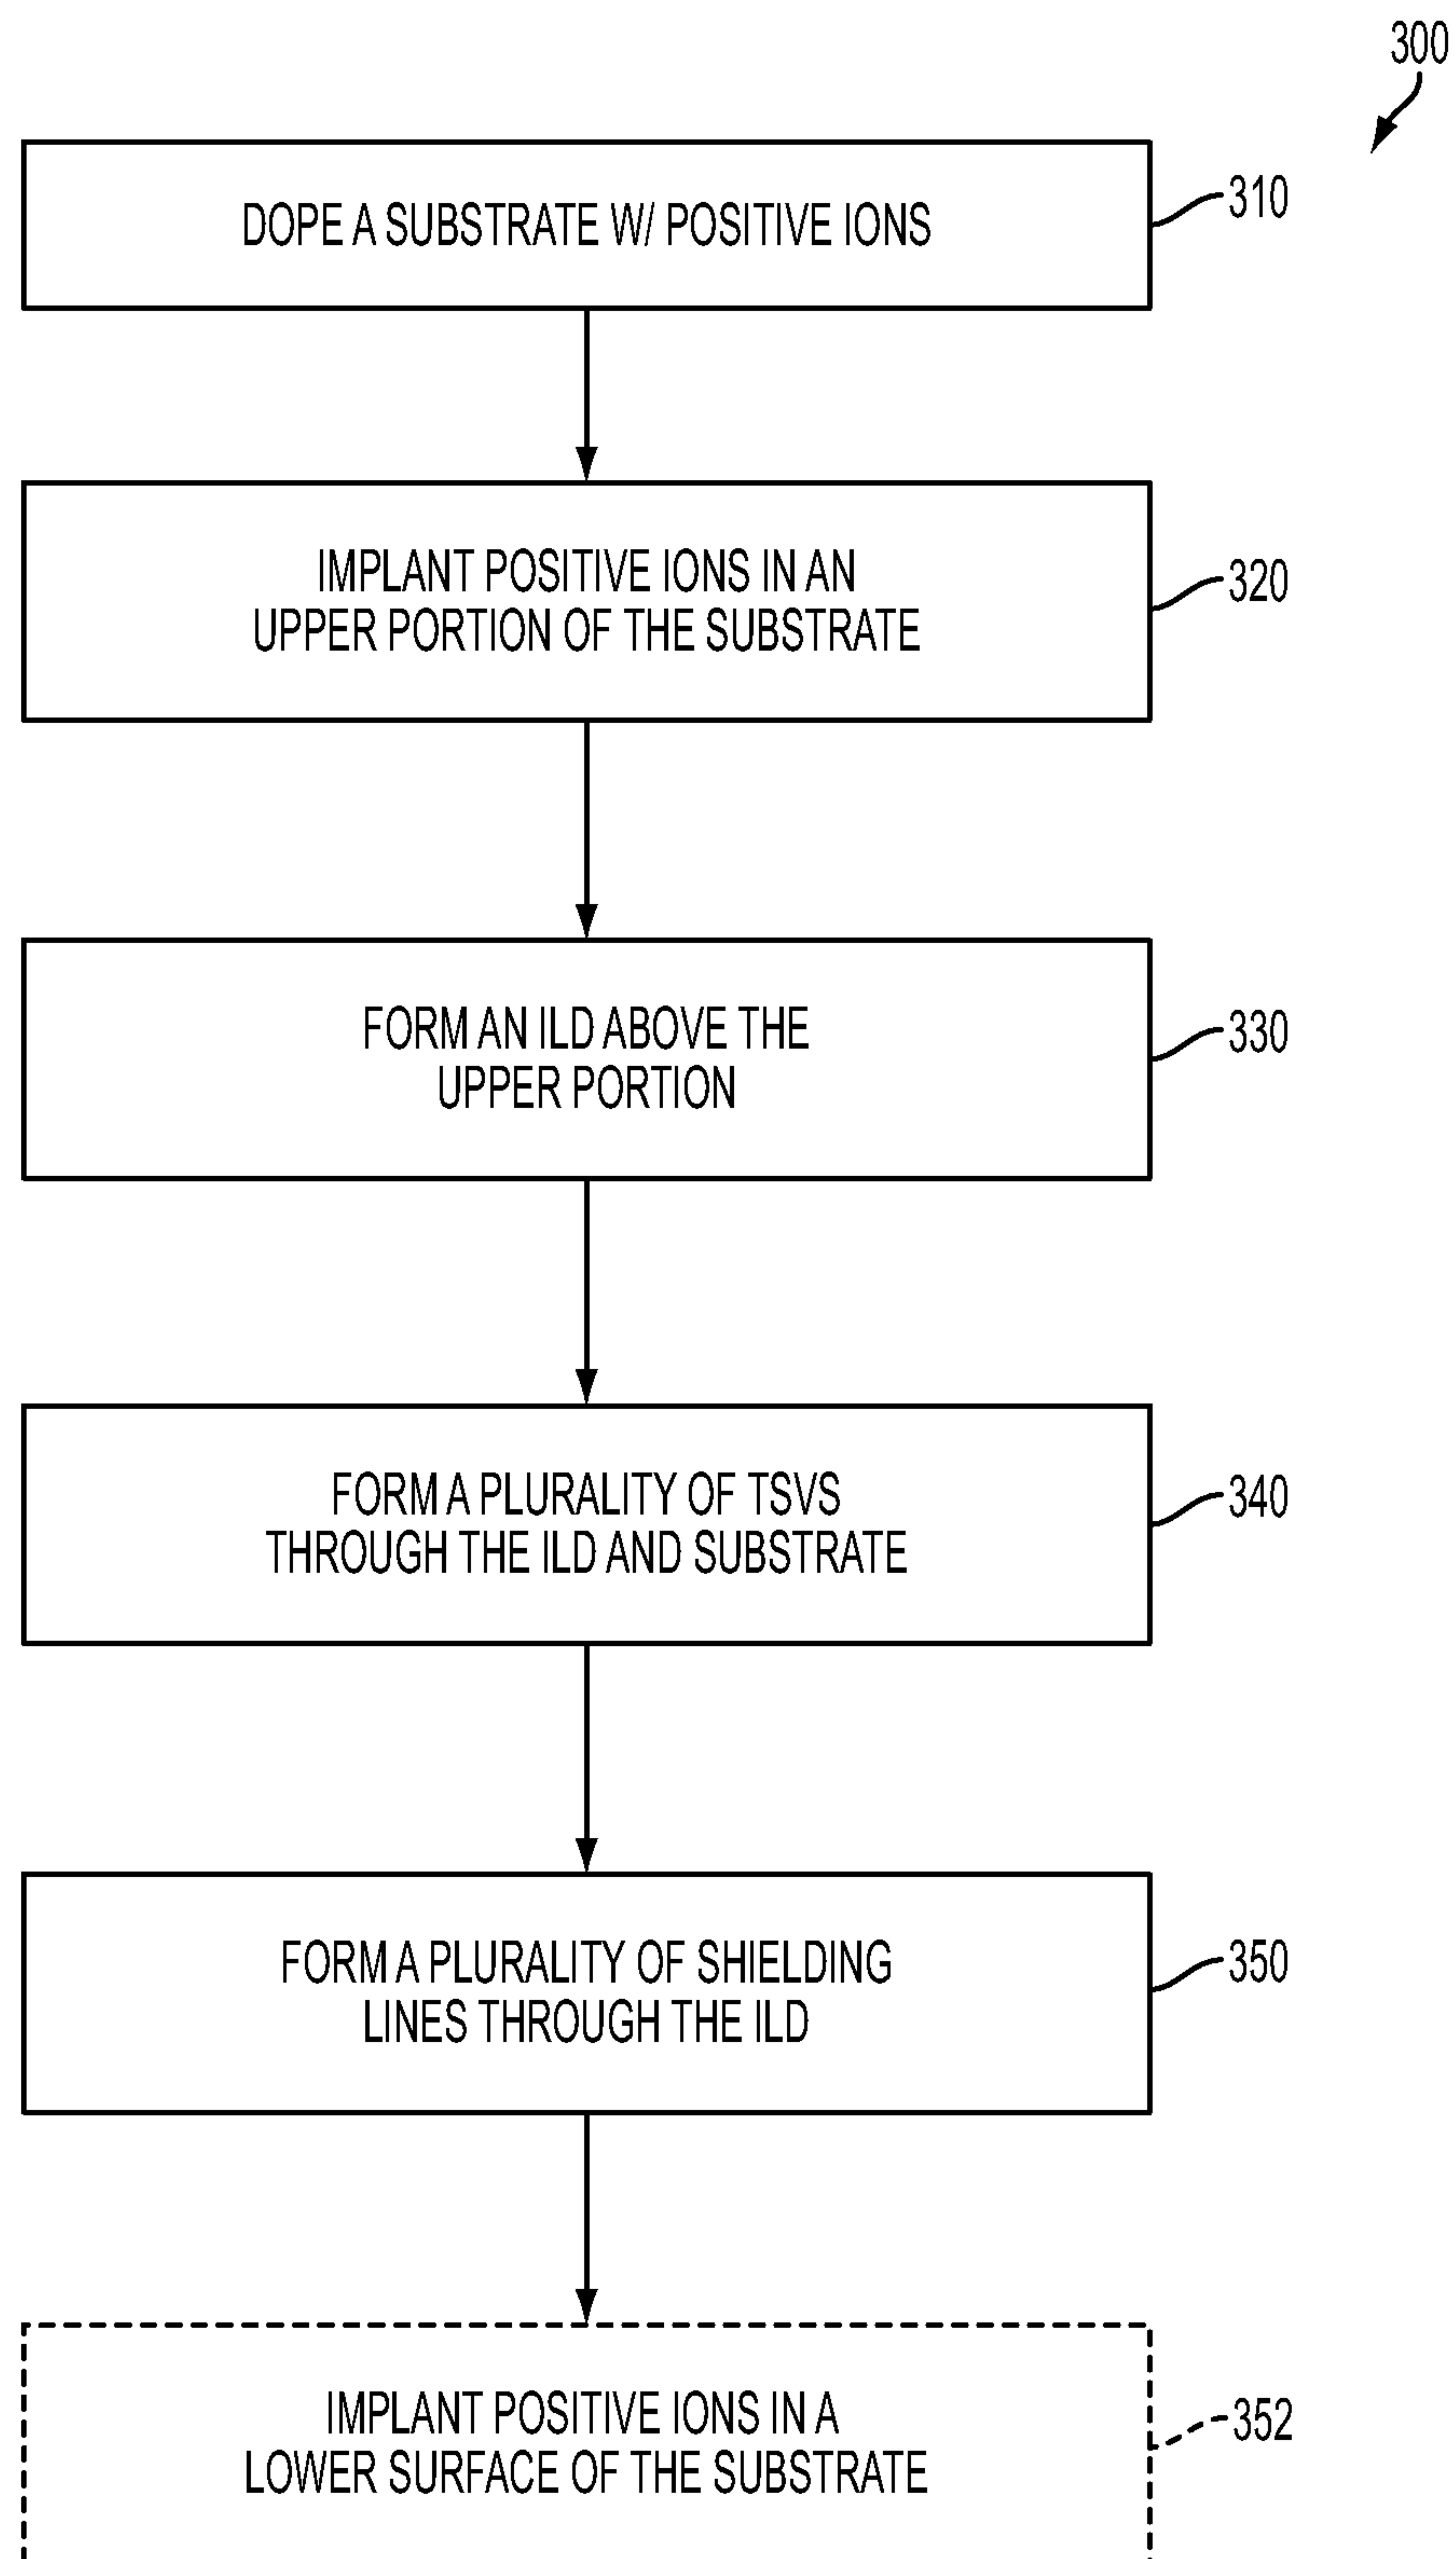 300
DOPE A SUBSTRATE W/ POSITIVE IONS
310
IMPLANT POSITIVE IONS IN AN
UPPER PORTION OF THE SUBSTRATE
320
FORM AN ILD ABOVE THE
UPPER PORTION
330
FORM A PLURALITY OF TSVS
THROUGH THE ILD AND SUBSTRATE
340
FORM A PLURALITY OF SHIELDING
LINES THROUGH THE ILD
350
IMPLANT POSITIVE IONS IN A
LOWER SURFACE OF THE SUBSTRATE
352